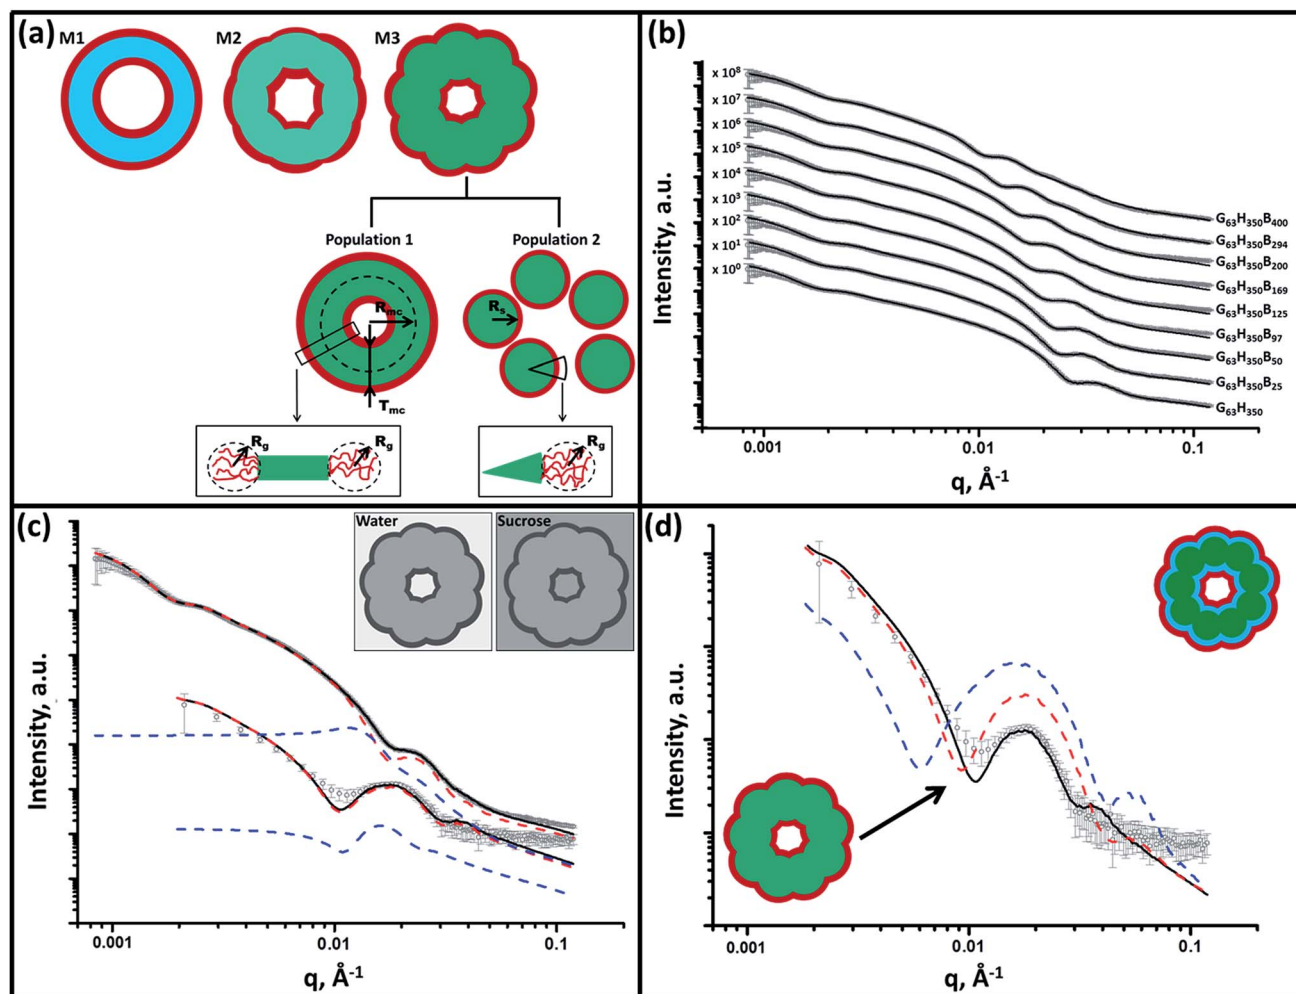 (a)
M1
M2
M3
Population 1
Population 2
Rmc
Rs
Tmc
Rg
Rg
Rg
(b)
Intensity, a.u.
x 10⁸
x 10⁷
x 10⁶
x 10⁵
x 10⁴
x 10³
x 10²
x 10¹
x 10⁰
G₆₃H₃₅₀B₄₀₀
G₆₃H₃₅₀B₂₉₄
G₆₃H₃₅₀B₂₀₀
G₆₃H₃₅₀B₁₆₉
G₆₃H₃₅₀B₁₂₅
G₆₃H₃₅₀B₉₇
G₆₃H₃₅₀B₅₀
G₆₃H₃₅₀B₂₅
G₆₃H₃₅₀
0.001
0.01
0.1
q, Å⁻¹
(c)
Water
Sucrose
Intensity, a.u.
0.001
0.01
0.1
q, Å⁻¹
(d)
Intensity, a.u.
0.001
0.01
0.1
q, Å⁻¹